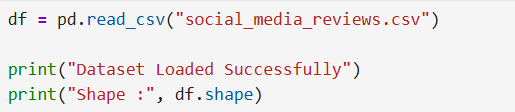 df = pd.read_csv("social_media_reviews.csv")
print("Dataset Loaded Successfully")
print("Shape :", df.shape)